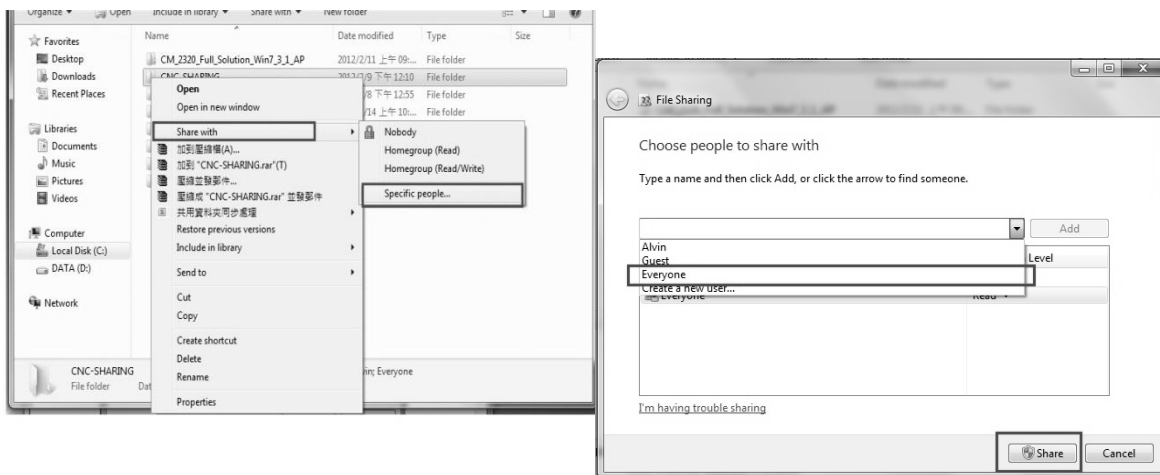 Organize ▾ Open Include in library ▾ Share with ▾ New folder
Name Date modified Type Size
Favorites
Desktop
Downloads
Recent Places
Libraries
Documents
Music
Pictures
Videos
Computer
Local Disk (C:)
DATA (D:)
Network
CM_2320_Full_Solution_Win7_3_1_AP 2012/2/11 上午 09:... File folder
CNC-SHARING 2012/2/9 下午 12:10 File folder
/8 下午 12:55 File folder
/14 上午 10:... File folder
Open
Open in new window
Share with
加到壓縮檔(A)...
加到 "CNC-SHARING.rar"(T)
壓縮並發郵件...
壓縮成 "CNC-SHARING.rar" 並發郵件
共用資料夾同步處理
Restore previous versions
Include in library
Send to
Cut
Copy
Create shortcut
Delete
Rename
Properties
Nobody
Homegroup (Read)
Homegroup (Read/Write)
Specific people...
CNC-SHARING
File folder Dat
vin; Everyone
File Sharing
Choose people to share with
Type a name and then click Add, or click the arrow to find someone.
Add
Alvin
Guest
Everyone
Create a new user...
Level
Everyone Read ▾
I'm having trouble sharing
Share Cancel